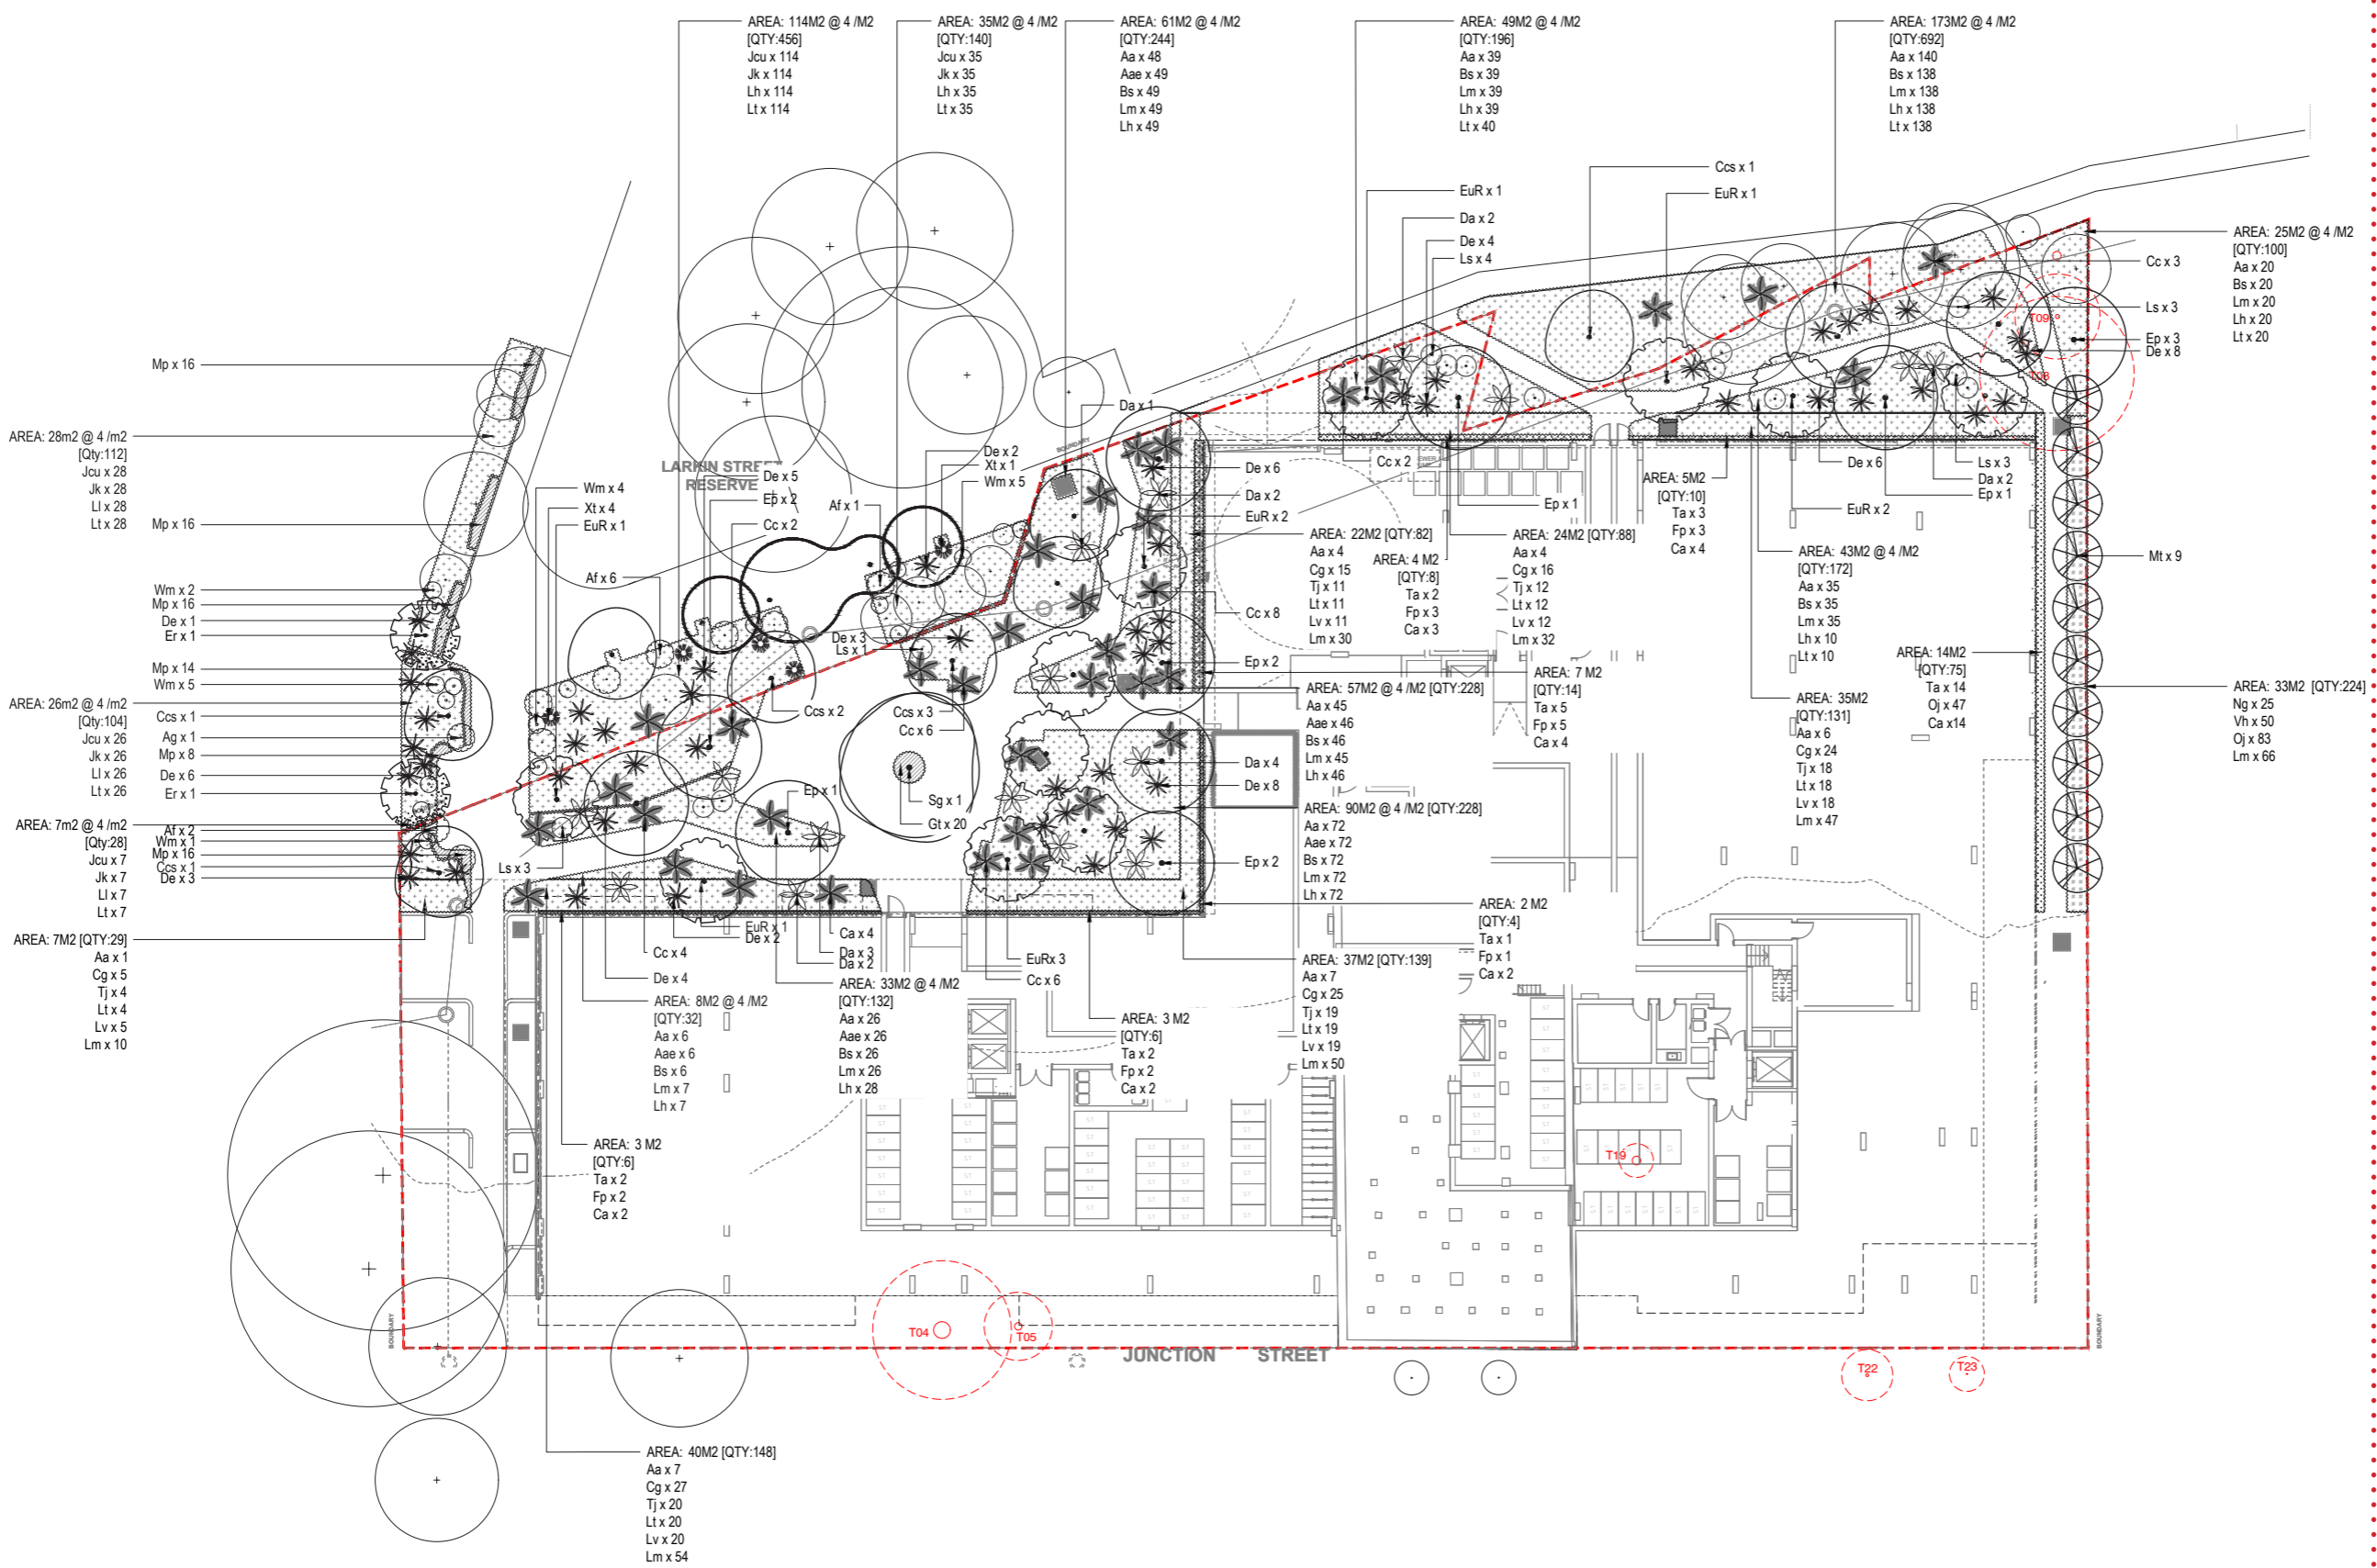 AREA: 114M2 @ 4 /M2
[QTY:456]
Jcu x 114
Jk x 114
Lh x 114
Lt x 114
AREA: 35M2 @ 4 /M2
[QTY:140]
Jcu x 35
Jk x 35
Lh x 35
Lt x 35
AREA: 61M2 @ 4 /M2
[QTY:244]
Aa x 48
Aae x 49
Bs x 49
Lm x 49
Lh x 49
AREA: 49M2 @ 4 /M2
[QTY:196]
Aa x 39
Bs x 39
Lm x 39
Lh x 39
Lt x 40
AREA: 173M2 @ 4 /M2
[QTY:692]
Aa x 140
Bs x 138
Lm x 138
Lh x 138
Lt x 138
Ccs x 1
EuR x 1
EuR x 1
Da x 2
De x 4
Ls x 4
AREA: 25M2 @ 4 /M2
[QTY:100]
Aa x 20
Bs x 20
Lm x 20
Lh x 20
Lt x 20
Cc x 3
Ls x 3
Ep x 3
De x 8
T09
T08
Mp x 16
AREA: 28m2 @ 4 /m2
[Qty:112]
Jcu x 28
Jk x 28
Ll x 28
Lt x 28
Mp x 16
Wm x 2
Mp x 16
De x 1
Er x 1
Mp x 14
Wm x 5
AREA: 26m2 @ 4 /m2
[Qty:104]
Jcu x 26
Jk x 26
Ll x 26
Lt x 26
Ccs x 1
Ag x 1
Mp x 8
De x 6
Er x 1
AREA: 7m2 @ 4 /m2
[Qty:28]
Jcu x 7
Jk x 7
Ll x 7
Lt x 7
Af x 2
Wm x 1
Mp x 16
Ccs x 1
De x 3
AREA: 7M2 [QTY:29]
Aa x 1
Cg x 5
Tj x 4
Lt x 4
Lv x 5
Lm x 10
LARKIN STREET
RESERVE
BOUNDARY
Wm x 4
Xt x 4
EuR x 1
De x 5
Ep x 2
Cc x 2
Af x 6
Af x 1
De x 2
Xt x 1
Wm x 5
Da x 1
De x 3
Ls x 1
Ccs x 2
Ccs x 3
Cc x 6
Ep x 1
Sg x 1
Gt x 20
Ls x 3
De x 6
Da x 2
EuR x 2
Cc x 8
Ep x 2
Cc x 2
Ep x 1
AREA: 22M2 [QTY:82]
Aa x 4
Cg x 15
Tj x 11
Lt x 11
Lv x 11
Lm x 30
AREA: 4 M2
[QTY:8]
Ta x 2
Fp x 3
Ca x 3
AREA: 24M2 [QTY:88]
Aa x 4
Cg x 16
Tj x 12
Lt x 12
Lv x 12
Lm x 32
AREA: 5M2
[QTY:10]
Ta x 3
Fp x 3
Ca x 4
De x 6
EuR x 2
Ls x 3
Da x 2
Ep x 1
Mt x 9
AREA: 43M2 @ 4 /M2
[QTY:172]
Aa x 35
Bs x 35
Lm x 35
Lh x 10
Lt x 10
AREA: 14M2
[QTY:75]
Ta x 14
Oj x 47
Ca x14
AREA: 33M2 [QTY:224]
Ng x 25
Vh x 50
Oj x 83
Lm x 66
AREA: 57M2 @ 4 /M2 [QTY:228]
Aa x 45
Aae x 46
Bs x 46
Lm x 45
Lh x 46
AREA: 7 M2
[QTY:14]
Ta x 5
Fp x 5
Ca x 4
AREA: 35M2
[QTY:131]
Aa x 6
Cg x 24
Tj x 18
Lt x 18
Lv x 18
Lm x 47
Da x 4
De x 8
AREA: 90M2 @ 4 /M2 [QTY:228]
Aa x 72
Aae x 72
Bs x 72
Lm x 72
Lh x 72
Ep x 2
AREA: 2 M2
[QTY:4]
Ta x 1
Fp x 1
Ca x 2
EuR x 1
De x 2
Cc x 4
De x 4
Ca x 4
Da x 3
Da x 2
EuRx 3
Cc x 6
AREA: 37M2 [QTY:139]
Aa x 7
Cg x 25
Tj x 19
Lt x 19
Lv x 19
Lm x 50
AREA: 8M2 @ 4 /M2
[QTY:32]
Aa x 6
Aae x 6
Bs x 6
Lm x 7
Lh x 7
AREA: 33M2 @ 4 /M2
[QTY:132]
Aa x 26
Aae x 26
Bs x 26
Lm x 26
Lh x 28
AREA: 3 M2
[QTY:6]
Ta x 2
Fp x 2
Ca x 2
AREA: 3 M2
[QTY:6]
Ta x 2
Fp x 2
Ca x 2
T19
T04
T05
T22
T23
BOUNDARY
BOUNDARY
JUNCTION STREET
AREA: 40M2 [QTY:148]
Aa x 7
Cg x 27
Tj x 20
Lt x 20
Lv x 20
Lm x 54